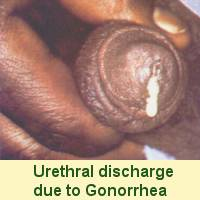 Urethral discharge
due to Gonorrhea